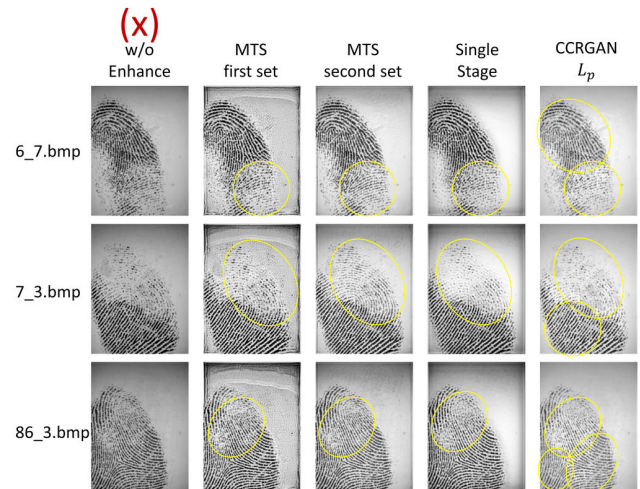 (x)
w/o
Enhance
MTS
first set
MTS
second set
Single
Stage
CCRGAN
L_p
6_7.bmp
7_3.bmp
86_3.bmp